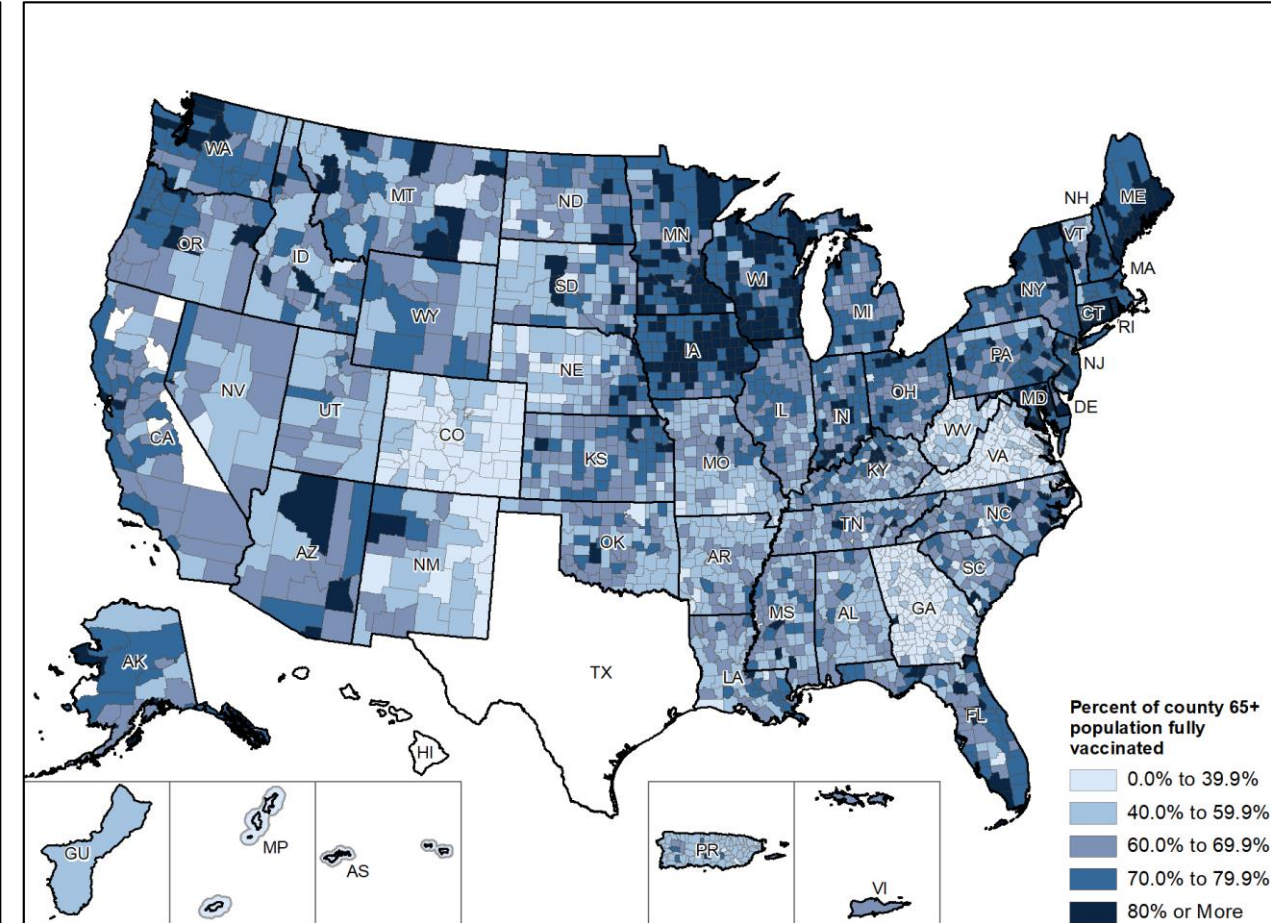 WA
MT
ND
MN
ME
NH
VT
OR
ID
SD
WI
NY
MA
WY
MI
CT
RI
IA
NE
PA
NJ
NV
UT
IL
IN
OH
MD
DE
CO
CA
KS
MO
WV
VA
KY
NC
TN
AZ
NM
OK
AR
SC
MS
AL
GA
AK
TX
LA
FL
HI
GU
MP
AS
PR
VI
Percent of county 65+
population fully
vaccinated
0.0% to 39.9%
40.0% to 59.9%
60.0% to 69.9%
70.0% to 79.9%
80% or More